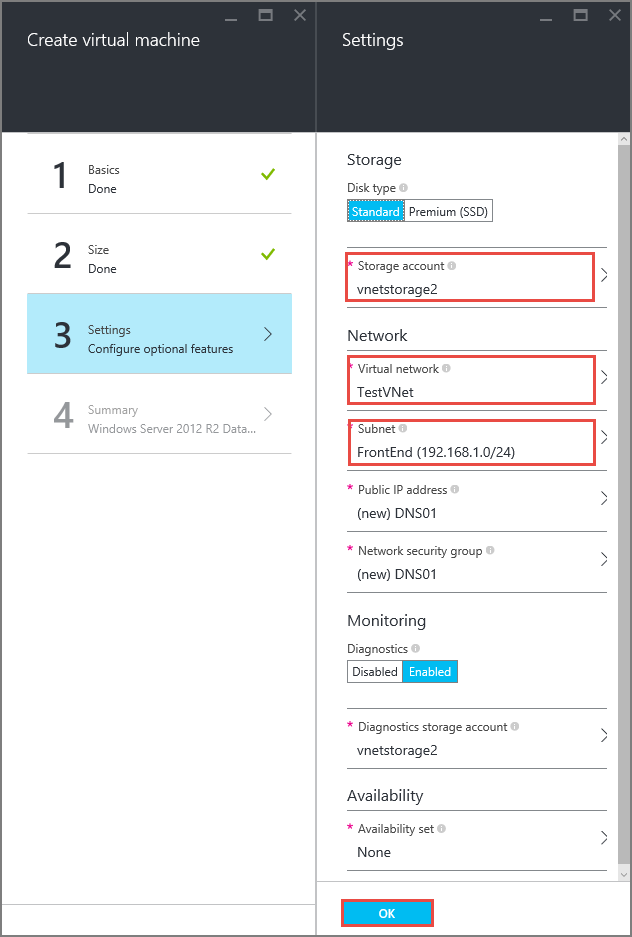 Create virtual machine
1
Basics
Done
2
Size
Done
3
Settings
Configure optional features
4
Summary
Windows Server 2012 R2 Data...
Settings
Storage
Disk type
Standard Premium (SSD)
* Storage account
vnetstorage2
Network
* Virtual network
TestVNet
* Subnet
FrontEnd (192.168.1.0/24)
* Public IP address
(new) DNS01
* Network security group
(new) DNS01
Monitoring
Diagnostics
Disabled Enabled
* Diagnostics storage account
vnetstorage2
Availability
* Availability set
None
OK